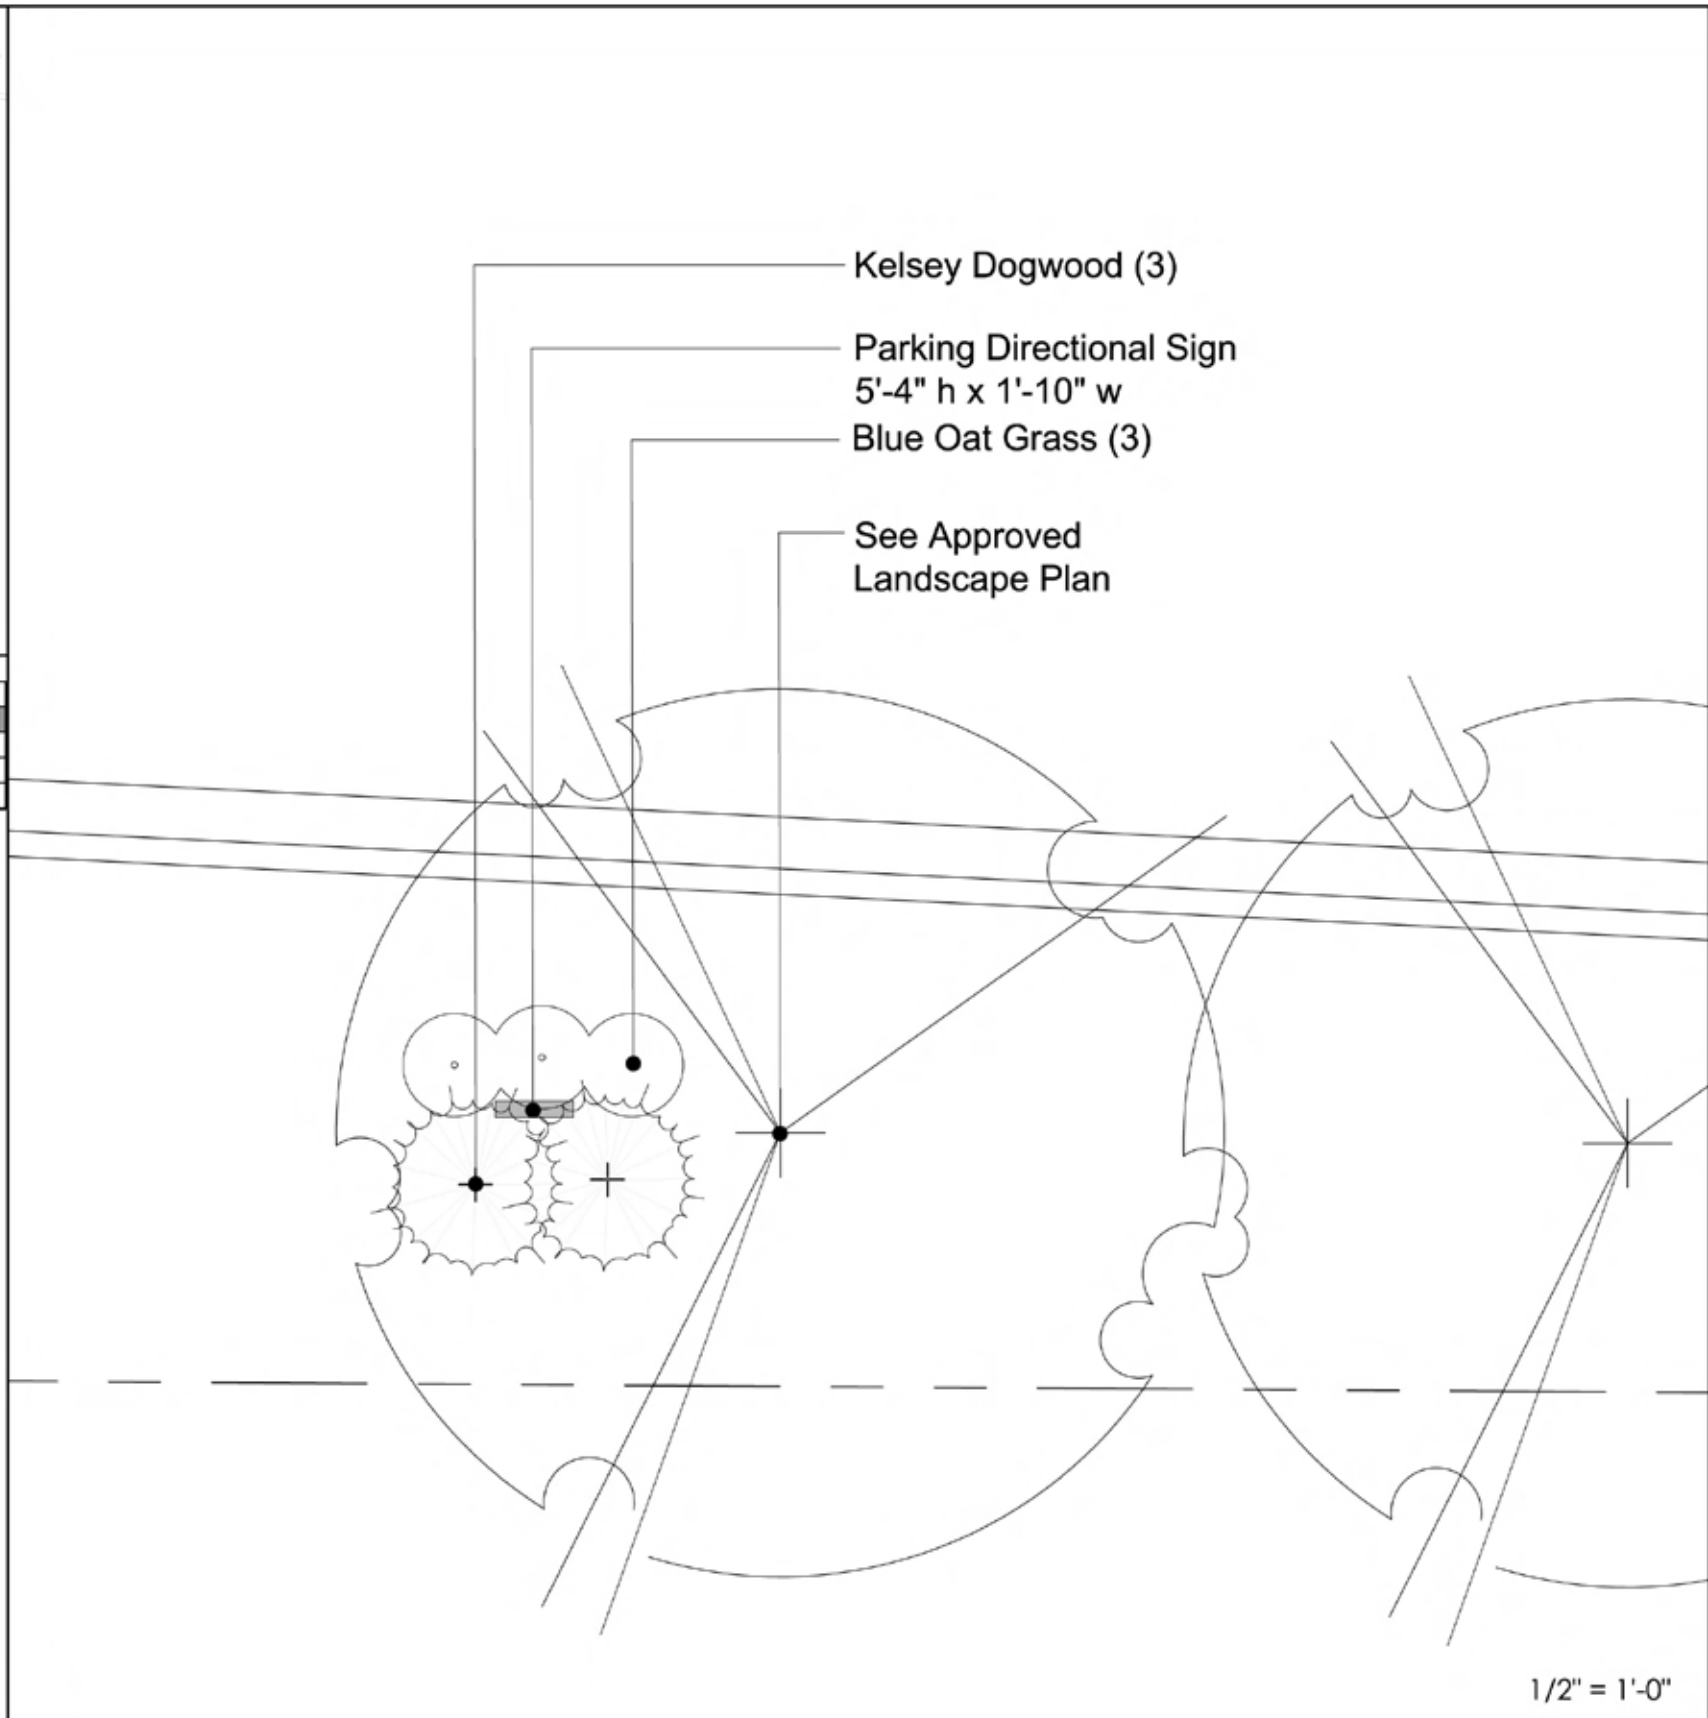 Kelsey Dogwood (3)
Parking Directional Sign
5'-4" h x 1'-10" w
Blue Oat Grass (3)
See Approved
Landscape Plan
1/2" = 1'-0"